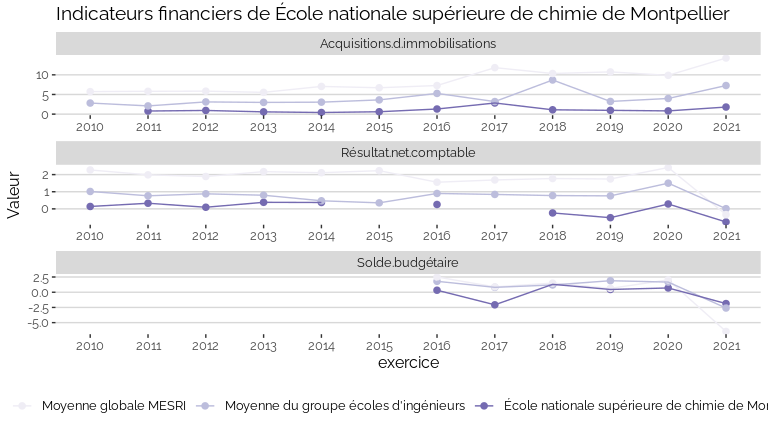 Indicateurs financiers de École nationale supérieure de chimie de Montpellier
Acquisitions.d.immobilisations
10
5
0
2010 2011 2012 2013 2014 2015 2016 2017 2018 2019 2020 2021
Résultat.net.comptable
2
1
0
2010 2011 2012 2013 2014 2015 2016 2017 2018 2019 2020 2021
Solde.budgétaire
2.5
0.0
-2.5
-5.0
2010 2011 2012 2013 2014 2015 2016 2017 2018 2019 2020 2021
Valeur
exercice
Moyenne globale MESRI Moyenne du groupe écoles d'ingénieurs École nationale supérieure de chimie de Mon